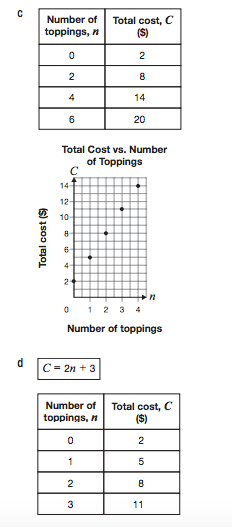 c
Number of toppings, n Total cost, C ($)
0 2
2 8
4 14
6 20
Total Cost vs. Number
of Toppings
C
14
12
10
8
6
4
2
Total cost ($)
n
0 1 2 3 4
Number of toppings
d
C = 2n + 3
Number of toppings, n Total cost, C ($)
0 2
1 5
2 8
3 11